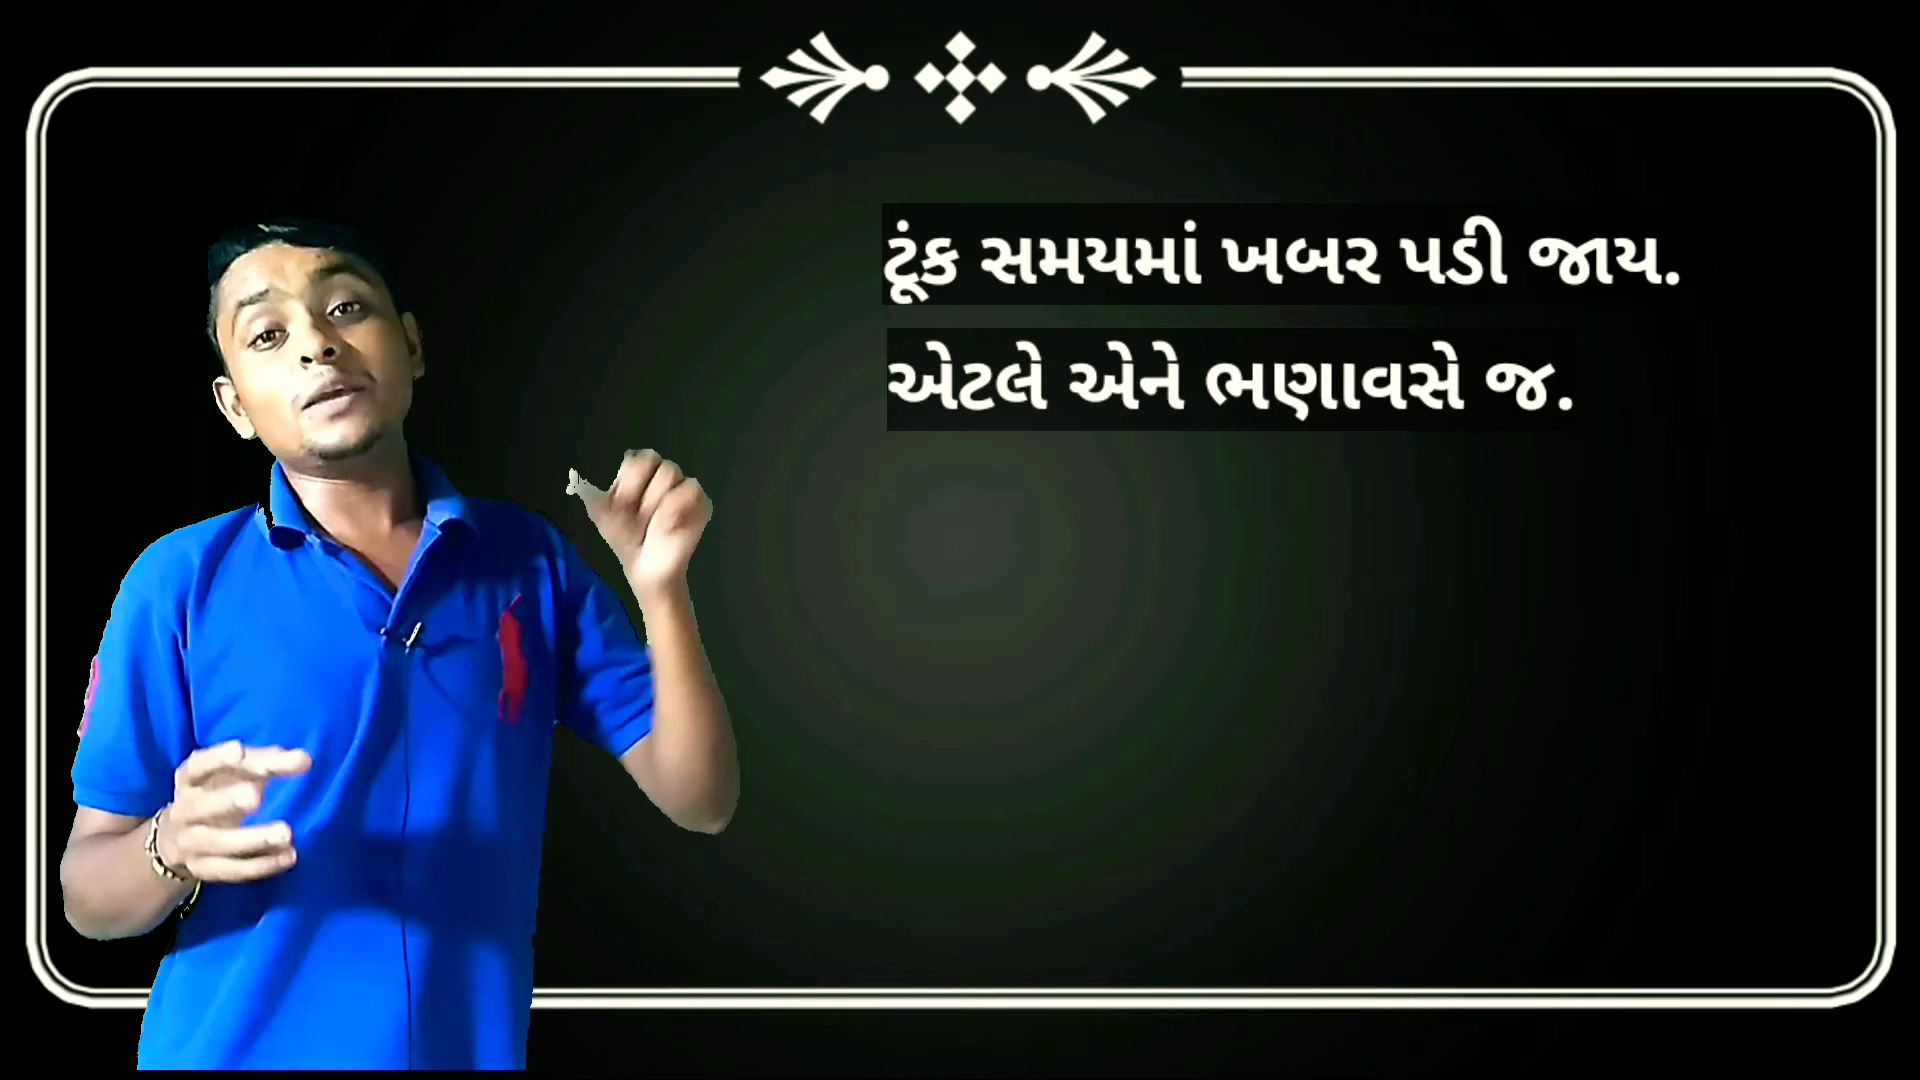 ટૂંક સમયમાં ખબર પડી જાય.
એટલે એને ભણાવસે જ.